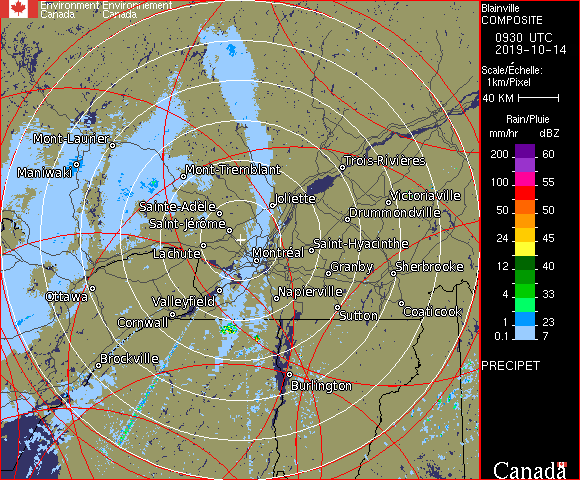 Environment Environnement
Canada Canada
Blainville
COMPOSITE
0930 UTC
2019-10-14
Scale/Échelle:
1km/Pixel
40 KM
Rain/Pluie
mm/hr dBZ
200 60
100 55
50 50
24 45
12 40
4 33
1 23
0.1 7
PRECIPET
Canada
Mont-Laurier
Maniwaki
Mont-Tremblant
Trois-Rivières
Sainte-Adele
Joliette
Victoriaville
Drummondville
Saint-Jérôme
Lachute
Montréal
Saint-Hyacinthe
Granby
Sherbrooke
Ottawa
Valleyfield
Napierville
Cornwall
Sutton
Coaticook
Brockville
Burlington